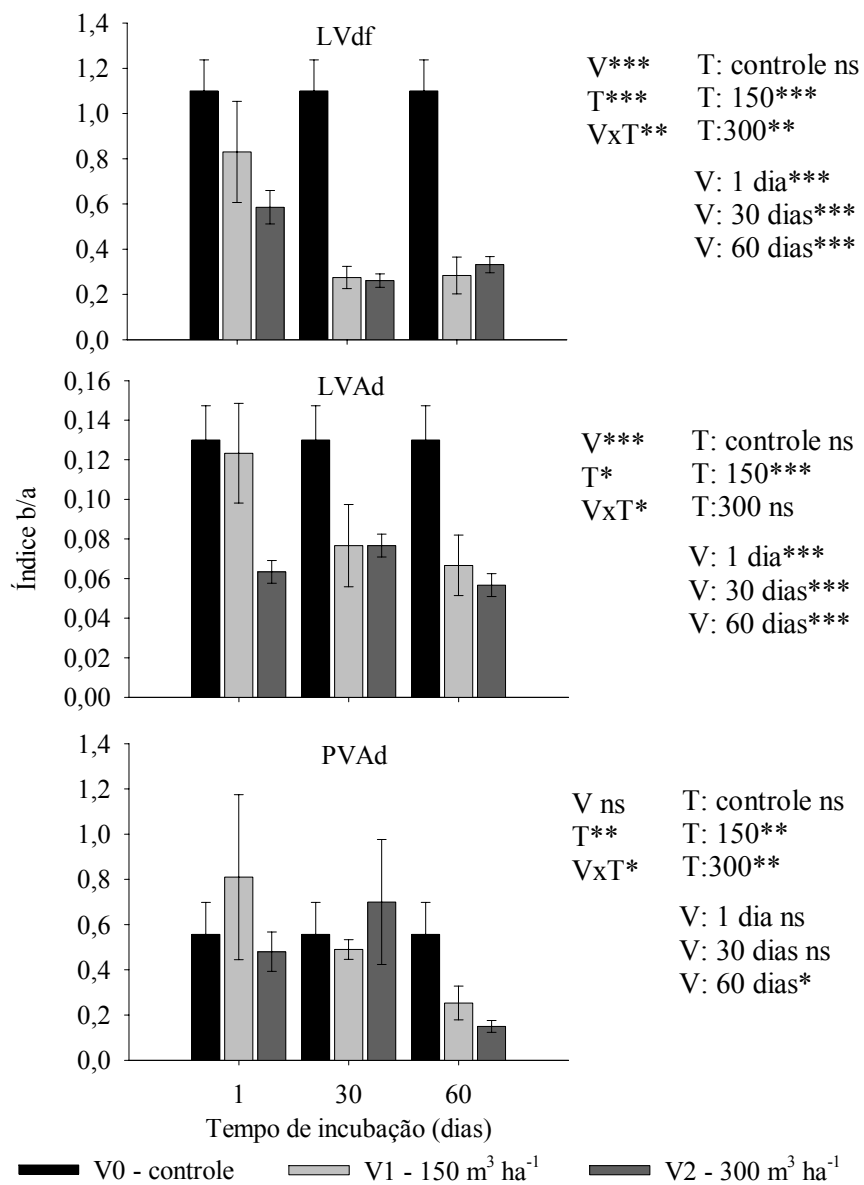 LVdf
1,4
1,2
1,0
0,8
0,6
0,4
0,2
0,0
V*** T: controle ns
T*** T: 150***
VxT** T:300**
V: 1 dia***
V: 30 dias***
V: 60 dias***
Índice b/a
LVAd
0,16
0,14
0,12
0,10
0,08
0,06
0,04
0,02
0,00
V*** T: controle ns
T* T: 150***
VxT* T:300 ns
V: 1 dia***
V: 30 dias***
V: 60 dias***
PVAd
1,4
1,2
1,0
0,8
0,6
0,4
0,2
0,0
V ns T: controle ns
T** T: 150**
VxT* T:300**
V: 1 dia ns
V: 30 dias ns
V: 60 dias*
1 30 60
Tempo de incubação (dias)
V0 - controle V1 - 150 m³ ha⁻¹ V2 - 300 m³ ha⁻¹